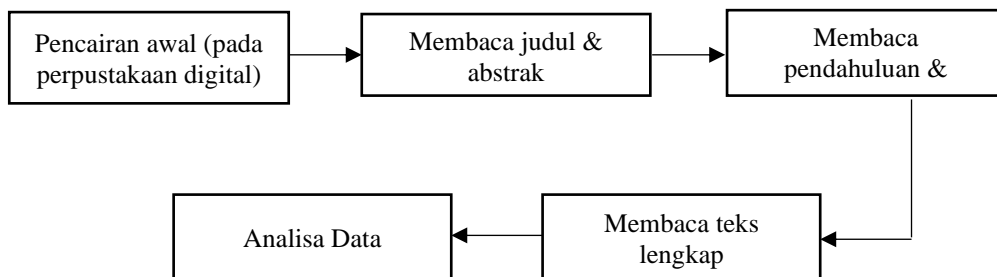 Pencairan awal (pada
perpustakaan digital)
Membaca judul &
abstrak
Membaca
pendahuluan &
Membaca teks
lengkap
Analisa Data